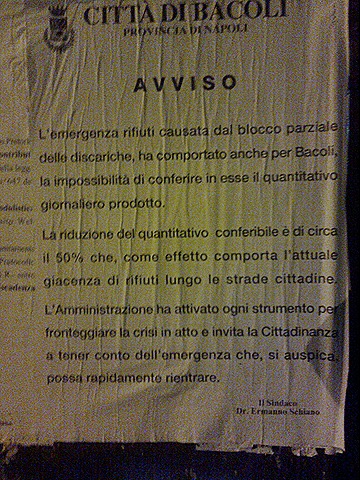 CITTÀ DI BACOLI
PROVINCIA DI NAPOLI
AVVISO
L'emergenza rifiuti causata dal blocco parziale
delle discariche, ha comportato anche per Bacoli,
la impossibilità di conferire in esse il quantitativo
giornaliero prodotto.
La riduzione del quantitativo conferibile è di circa
il 50% che, come effetto comporta l'attuale
giacenza di rifiuti lungo le strade cittadine.
L'Amministrazione ha attivato ogni strumento per
fronteggiare la crisi in atto e invita la Cittadinanza
a tener conto dell'emergenza che, si auspica,
possa rapidamente rientrare.
Il Sindaco
Dr. Ermanno Schiano